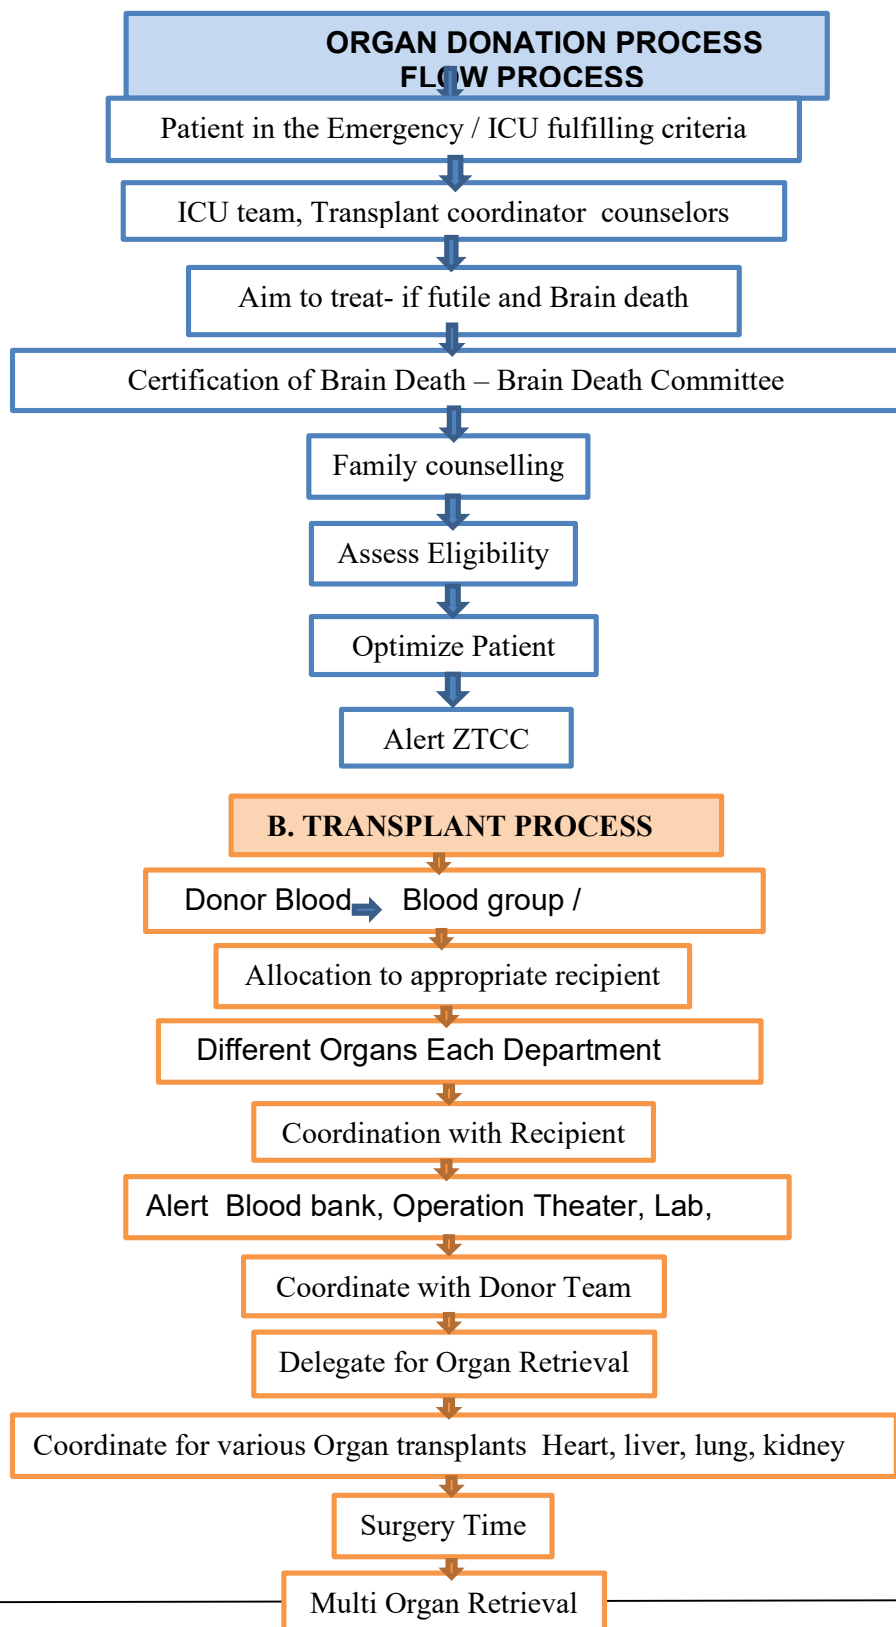 ORGAN DONATION PROCESS
FLOW PROCESS
Patient in the Emergency / ICU fulfilling criteria
ICU team, Transplant coordinator counselors
Aim to treat- if futile and Brain death
Certification of Brain Death – Brain Death Committee
Family counselling
Assess Eligibility
Optimize Patient
Alert ZTCC
B. TRANSPLANT PROCESS
Donor Blood Blood group /
Allocation to appropriate recipient
Different Organs Each Department
Coordination with Recipient
Alert Blood bank, Operation Theater, Lab,
Coordinate with Donor Team
Delegate for Organ Retrieval
Coordinate for various Organ transplants Heart, liver, lung, kidney
Surgery Time
Multi Organ Retrieval